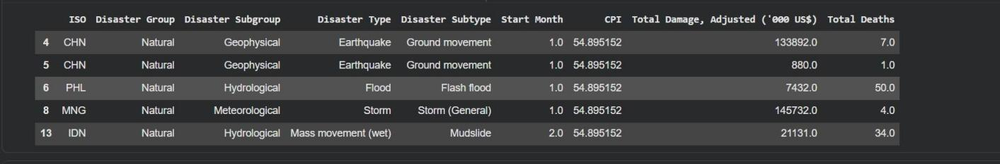 ISO Disaster Group Disaster Subgroup Disaster Type Disaster Subtype Start Month CPI Total Damage, Adjusted ('000 US$) Total Deaths
4 CHN Natural Geophysical Earthquake Ground movement 1.0 54.895152 133892.0 7.0
5 CHN Natural Geophysical Earthquake Ground movement 1.0 54.895152 880.0 1.0
6 PHL Natural Hydrological Flood Flash flood 1.0 54.895152 7432.0 50.0
8 MNG Natural Meteorological Storm Storm (General) 1.0 54.895152 145732.0 4.0
13 IDN Natural Hydrological Mass movement (wet) Mudslide 2.0 54.895152 21131.0 34.0